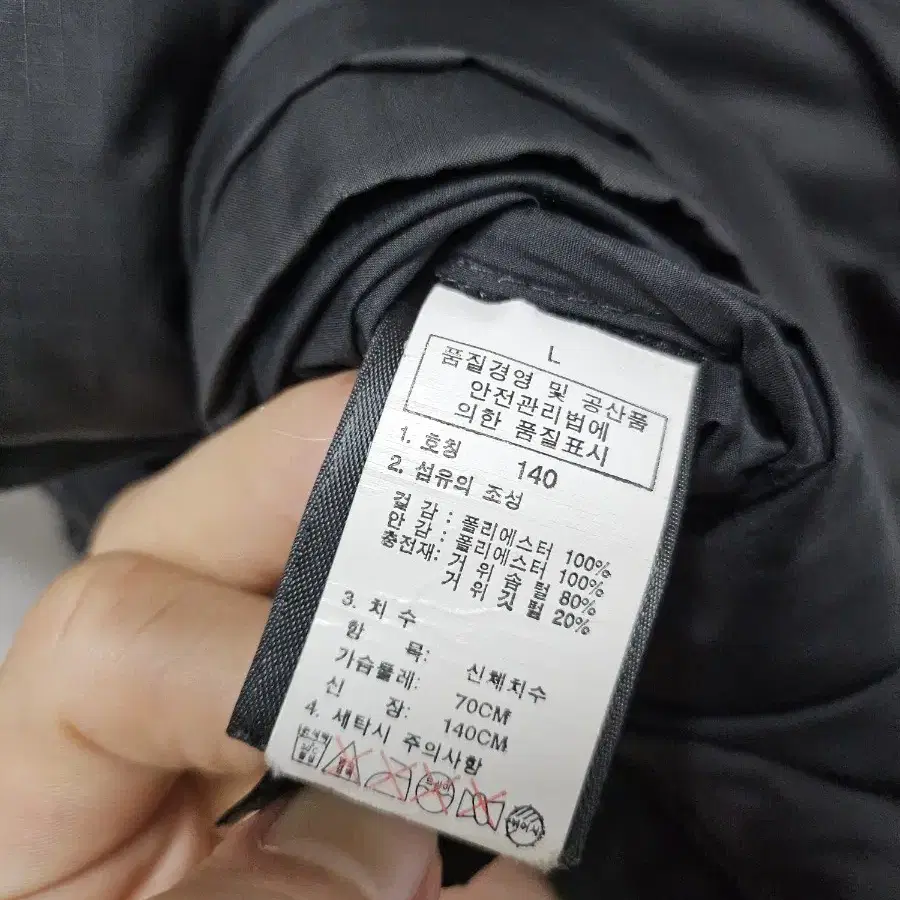 L
품질경영 및 공산품
안전관리법에
의한 품질표시
1. 호칭 140
2. 섬유의 조성
겉 감 : 폴리에스터 100%
안 감 : 폴리에스터 100%
충전재: 거위솜털 80%
거위깃털 20%
3. 치수
항 목: 신체치수
가슴둘레: 70CM
신 장: 140CM
4. 세탁시 주의사항